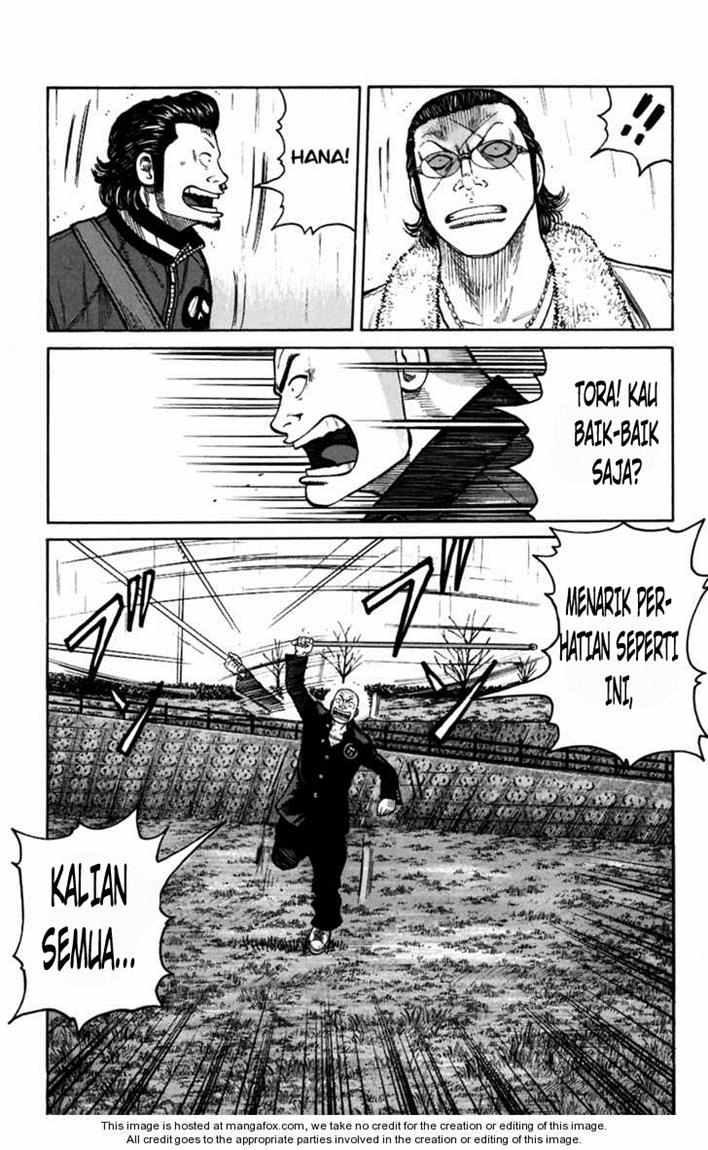 !!
HANA!
TORA! KAU
BAIK-BAIK
SAJA?
MENARIK PER-
HATIAN SEPERTI
INI,
KALIAN
SEMUA...
This image is hosted at mangafox.com, we take no credit for the creation or editing of this image.
All credit goes to the appropriate parties involved in the creation or editing of this image.